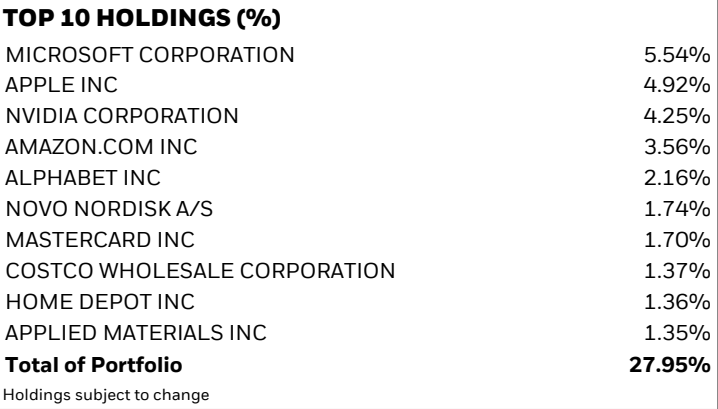 TOP 10 HOLDINGS (%)
MICROSOFT CORPORATION 5.54%
APPLE INC 4.92%
NVIDIA CORPORATION 4.25%
AMAZON.COM INC 3.56%
ALPHABET INC 2.16%
NOVO NORDISK A/S 1.74%
MASTERCARD INC 1.70%
COSTCO WHOLESALE CORPORATION 1.37%
HOME DEPOT INC 1.36%
APPLIED MATERIALS INC 1.35%
Total of Portfolio 27.95%
Holdings subject to change